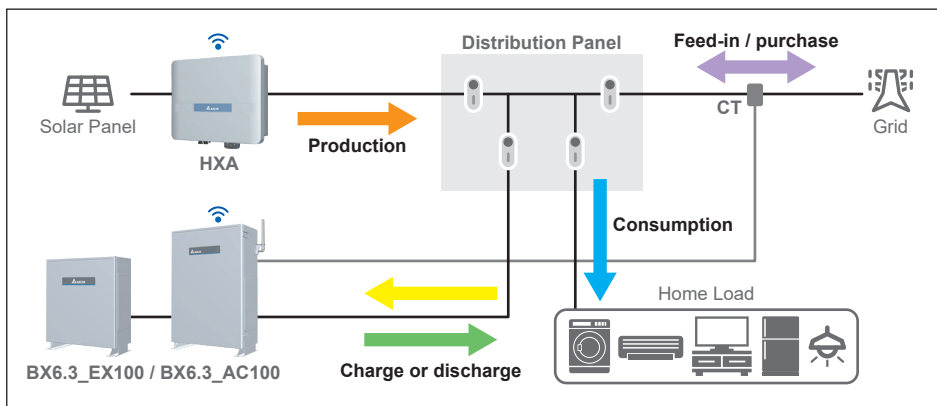 Distribution Panel
Feed-in / purchase
Solar Panel
HXA
Production
CT
Grid
Consumption
Home Load
BX6.3_EX100 / BX6.3_AC100
Charge or discharge